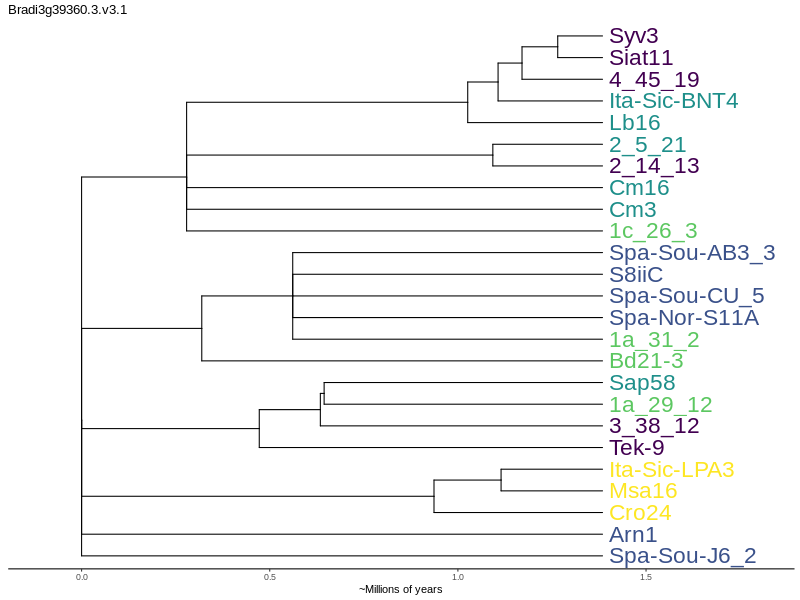 Bradi3g39360.3.v3.1
Syv3
Siat11
4_45_19
Ita-Sic-BNT4
Lb16
2_5_21
2_14_13
Cm16
Cm3
1c_26_3
Spa-Sou-AB3_3
S8iiC
Spa-Sou-CU_5
Spa-Nor-S11A
1a_31_2
Bd21-3
Sap58
1a_29_12
3_38_12
Tek-9
Ita-Sic-LPA3
Msa16
Cro24
Arn1
Spa-Sou-J6_2
0.0 0.5 1.0 1.5
~Millions of years